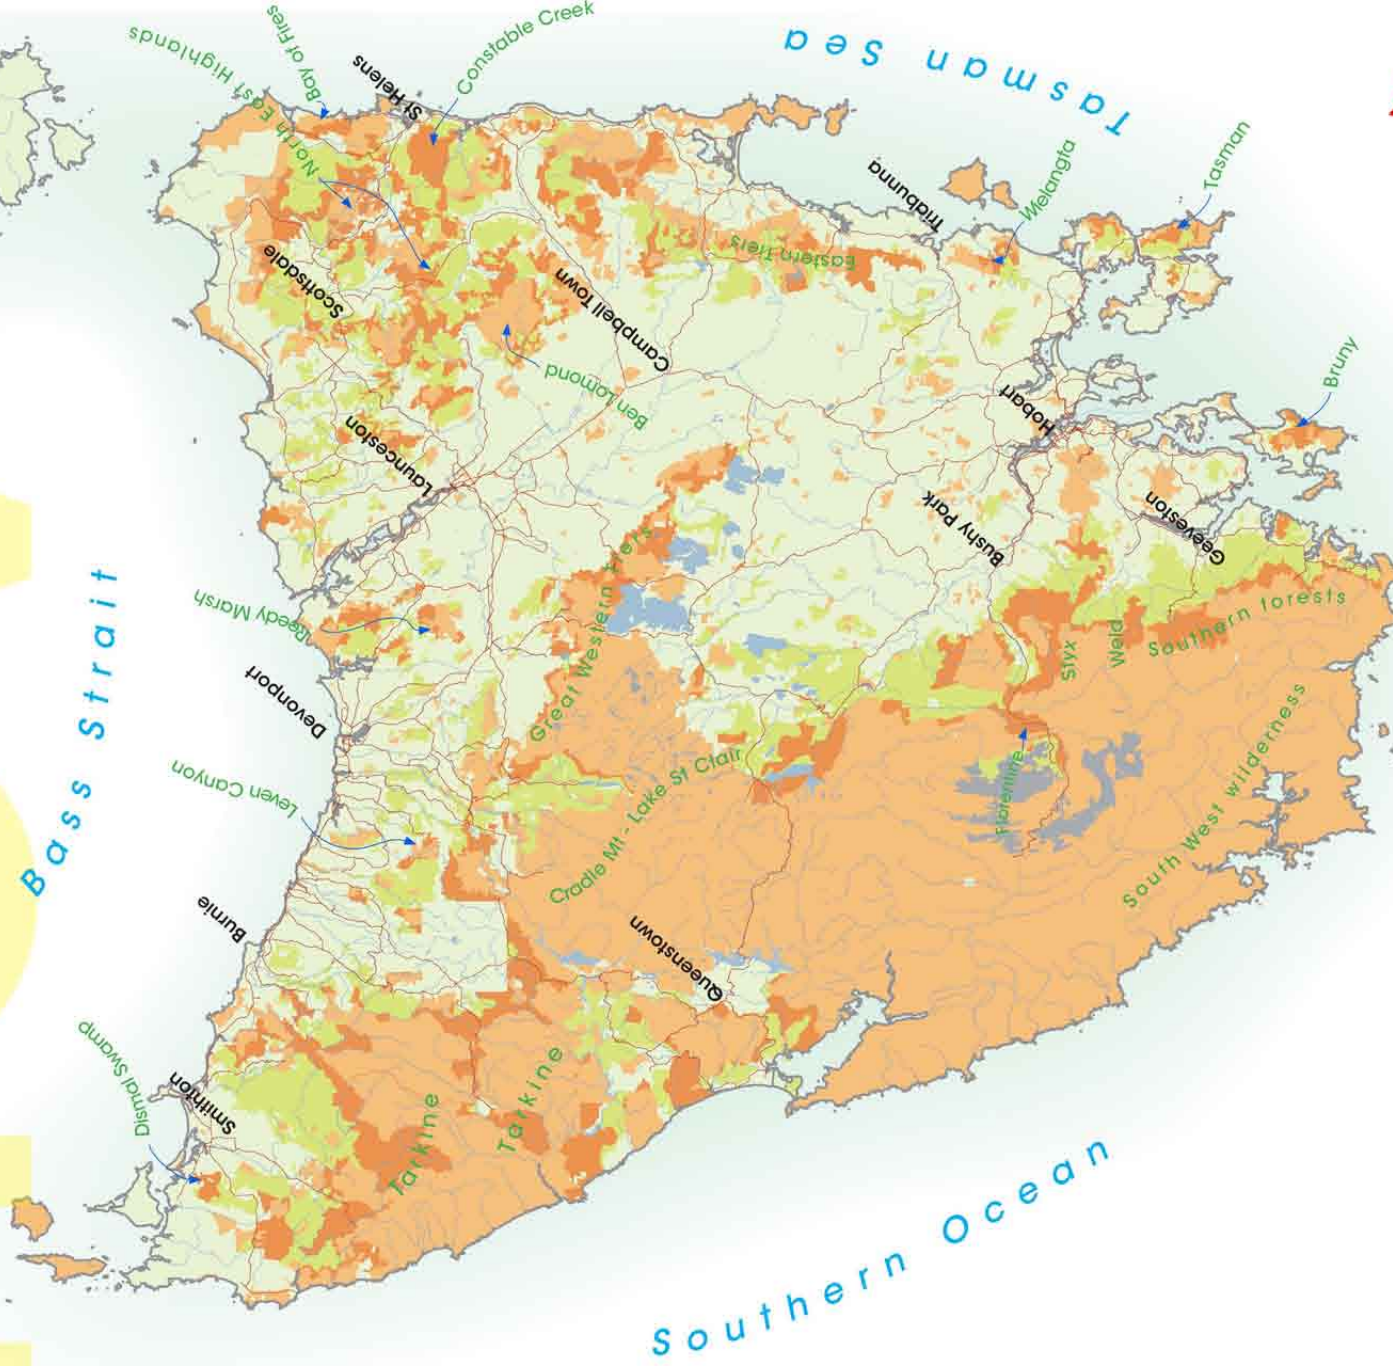 Tasman Sea
Constable Creek
Bay of Fires
North East Highlands
St Helens
Tasman
Wielangta
Triabunna
Eastern Tiers
Scottsdale
Campbell Town
Ben Lomond
Bruny
Hobart
Launceston
Bushy Park
Geeveston
Great Western Tiers
Reedy Marsh
Southern forests
Styx
Weld
Bass Strait
Devonport
South West Wilderness
Florentine
Cradle Mt - Lake St Clair
Leven Canyon
Burnie
Queenstown
Dismal Swamp
Smithton
Tarkine
Tarkine
Southern Ocean